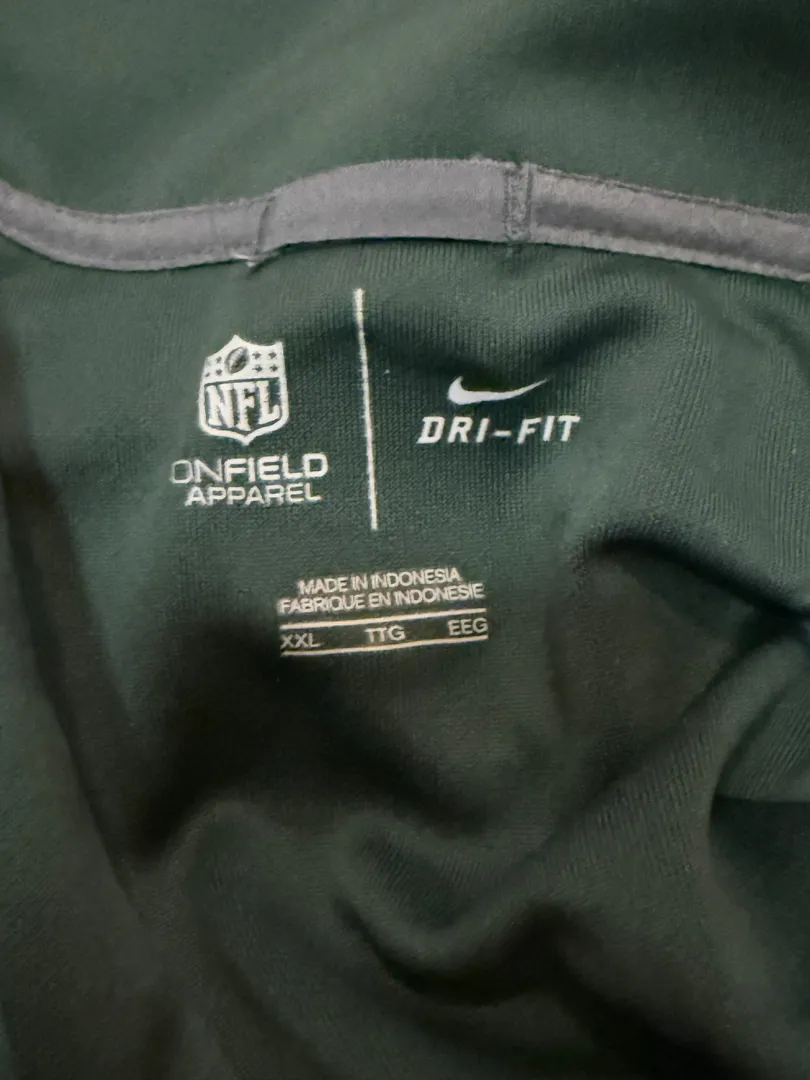 NFL
ONFIELD
APPAREL
DRI-FIT
MADE IN INDONESIA
FABRIQUE EN INDONESIE
XXL TTG EEG